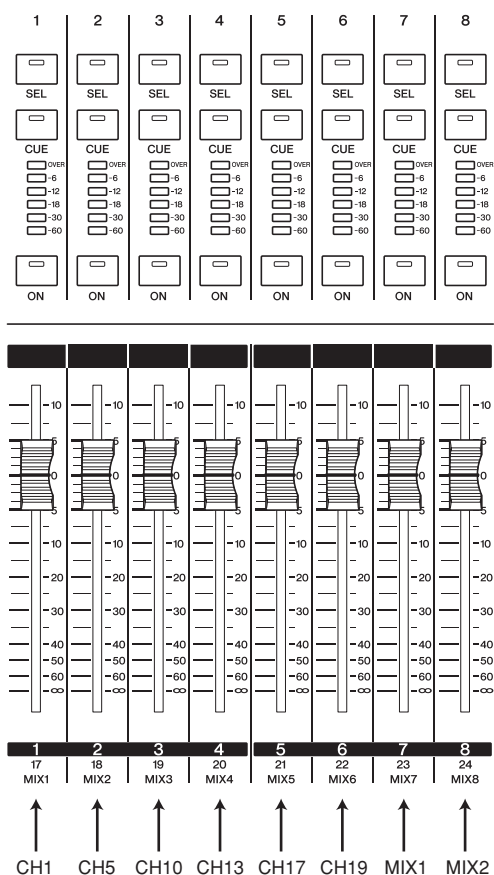 1 2 3 4 5 6 7 8
SEL SEL SEL SEL SEL SEL SEL SEL
CUE CUE CUE CUE CUE CUE CUE CUE
OVER OVER OVER OVER OVER OVER OVER OVER
-6 -6 -6 -6 -6 -6 -6 -6
-12 -12 -12 -12 -12 -12 -12 -12
-18 -18 -18 -18 -18 -18 -18 -18
-30 -30 -30 -30 -30 -30 -30 -30
-60 -60 -60 -60 -60 -60 -60 -60
ON ON ON ON ON ON ON ON
10 10 10 10 10 10 10 10
5 5 5 5 5 5 5 5
0 0 0 0 0 0 0 0
5 5 5 5 5 5 5 5
10 10 10 10 10 10 10 10
20 20 20 20 20 20 20 20
30 30 30 30 30 30 30 30
40 40 40 40 40 40 40 40
50 50 50 50 50 50 50 50
60 60 60 60 60 60 60 60
∞ ∞ ∞ ∞ ∞ ∞ ∞ ∞
1 2 3 4 5 6 7 8
17 18 19 20 21 22 23 24
MIX1 MIX2 MIX3 MIX4 MIX5 MIX6 MIX7 MIX8
CH1 CH5 CH10 CH13 CH17 CH19 MIX1 MIX2